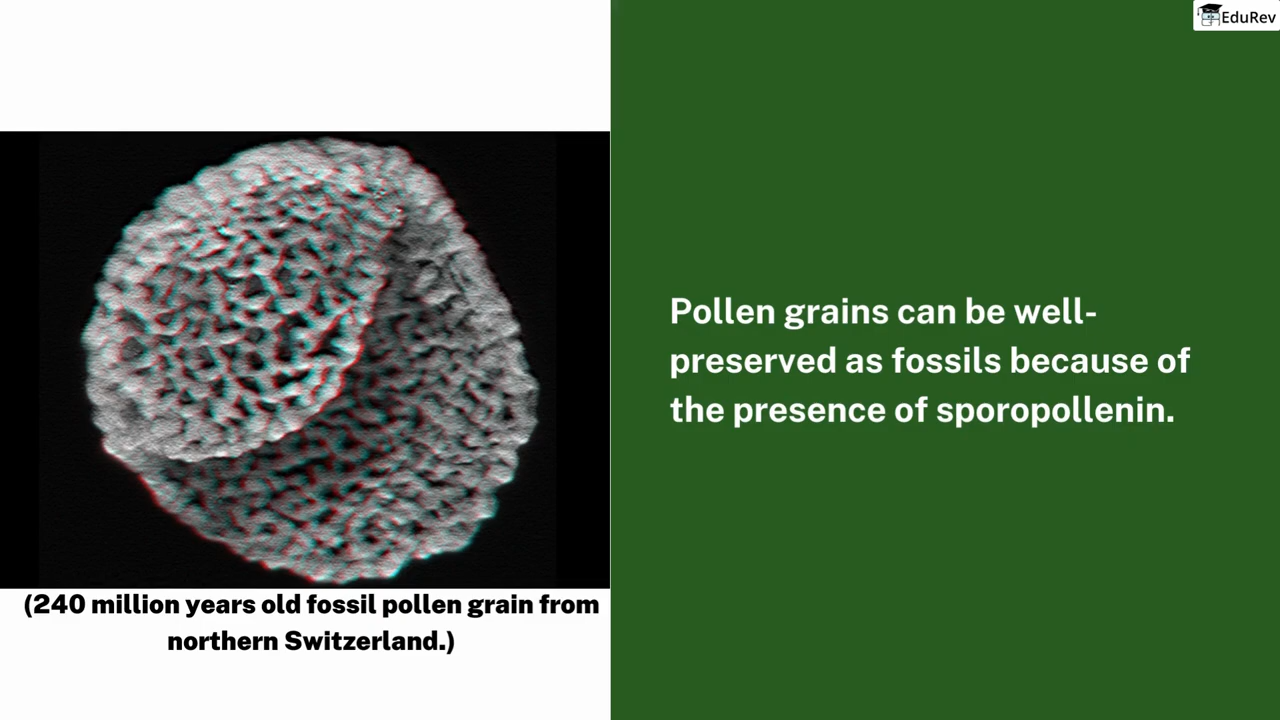 EduRev
Pollen grains can be well-
preserved as fossils because of
the presence of sporopollenin.
(240 million years old fossil pollen grain from
northern Switzerland.)